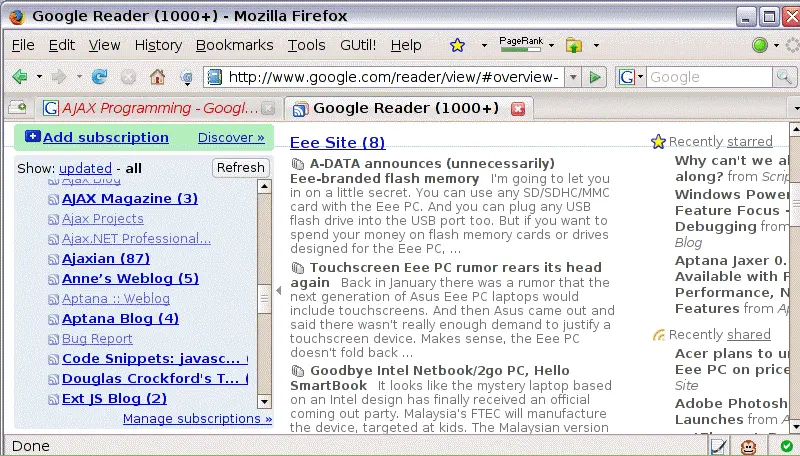 Google Reader (1000+) - Mozilla Firefox
File Edit View History Bookmarks Tools GUtil! Help PageRank
http://www.google.com/reader/view/#overview- G Google
AJAX Programming - Googl... Google Reader (1000+)
Add subscription Discover »
Show: updated - all Refresh
Ajax Blog
AJAX Magazine (3)
Ajax Projects
Ajax.NET Professional...
Ajaxian (87)
Anne’s Weblog (5)
Aptana :: Weblog
Aptana Blog (4)
Bug Report
Code Snippets: javasc... (
Douglas Crockford's T... (
Ext JS Blog (2)
Manage subscriptions »
Eee Site (8)
A-DATA announces (unnecessarily)
Eee-branded flash memory I'm going to let you
in on a little secret. You can use any SD/SDHC/MMC
card with the Eee PC. And you can plug any USB
flash drive into the USB port too. But if you want to
spend your money on flash memory cards or drives
designed for the Eee PC, ...
Touchscreen Eee PC rumor rears its head
again Back in January there was a rumor that the
next generation of Asus Eee PC laptops would
include touchscreens. And then Asus came out and
said there wasn't really enough demand to justify a
touchscreen device. Makes sense, the Eee PC
doesn't fold back ...
Goodbye Intel Netbook/2go PC, Hello
SmartBook It looks like the mystery laptop based
on an Intel design has finally received an official
coming out party. Malaysia's FTEC will manufacture
the device, targeted at kids. The Malaysian version
Recently starred
Why can't we al
along? from Scrip
Windows Power
Feature Focus -
Debugging from
Blog
Aptana Jaxer 0.
Available with F
Performance, N
Features from A
Recently shared
Acer plans to un
Eee PC on price
Site
Adobe Photosh
Launches from A
Done